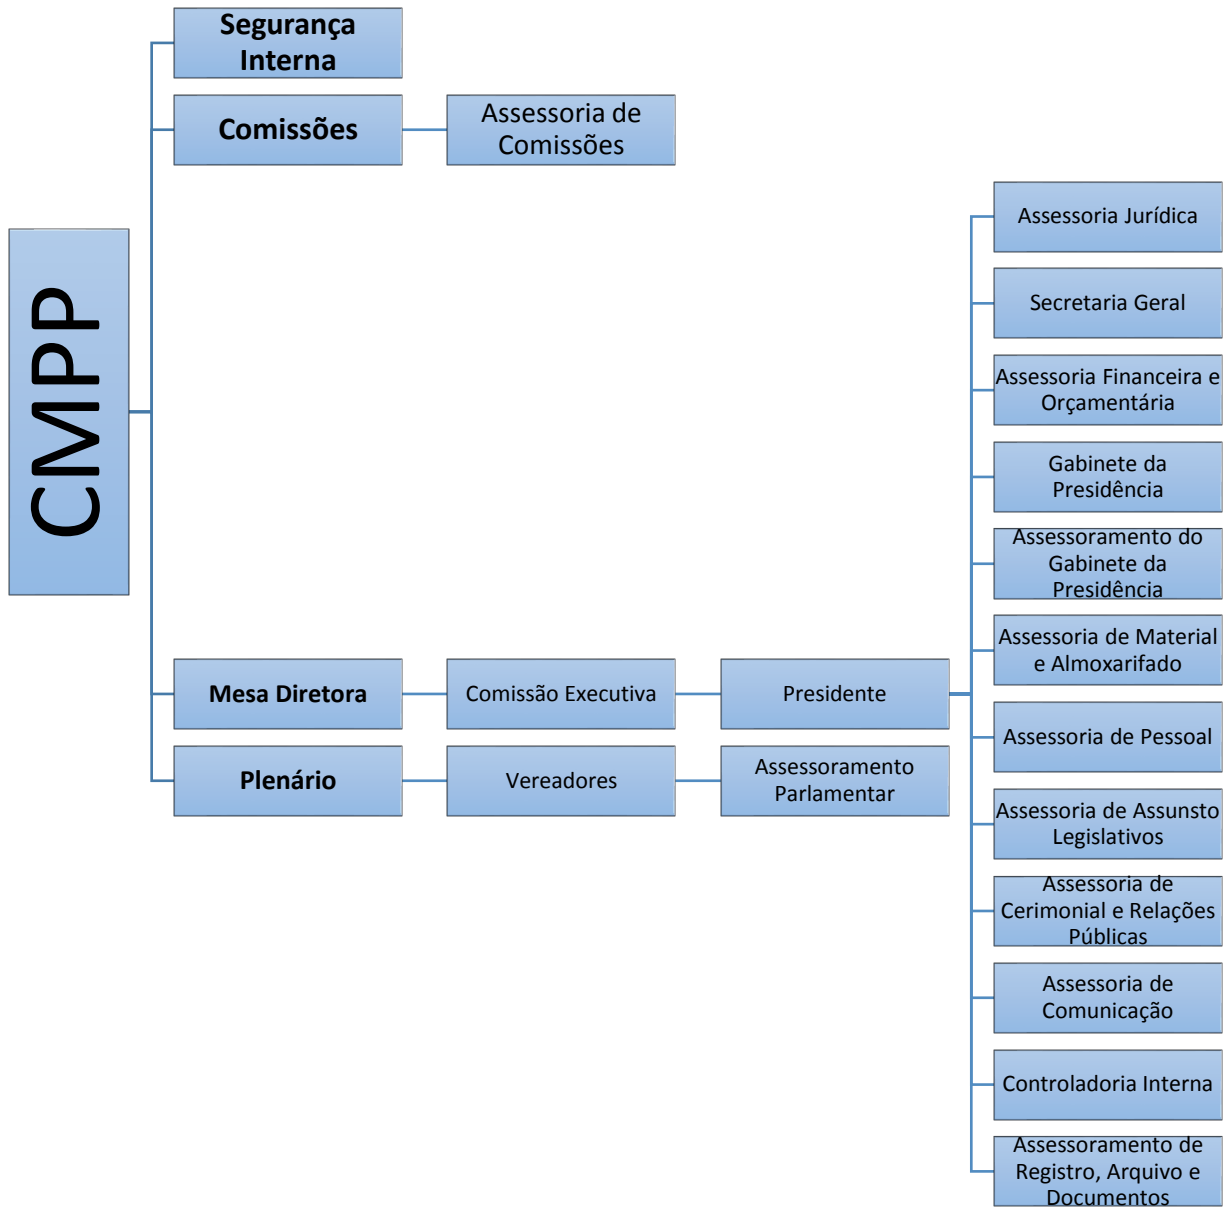 CMPP
Segurança
Interna
Comissões
Assessoria de
Comissões
Mesa Diretora
Comissão Executiva
Presidente
Plenário
Vereadores
Assessoramento
Parlamentar
Assessoria Jurídica
Secretaria Geral
Assessoria Financeira e
Orçamentária
Gabinete da
Presidência
Assessoramento do
Gabinete da
Presidência
Assessoria de Material
e Almoxarifado
Assessoria de Pessoal
Assessoria de Assunsto
Legislativos
Assessoria de
Cerimonial e Relações
Públicas
Assessoria de
Comunicação
Controladoria Interna
Assessoramento de
Registro, Arquivo e
Documentos